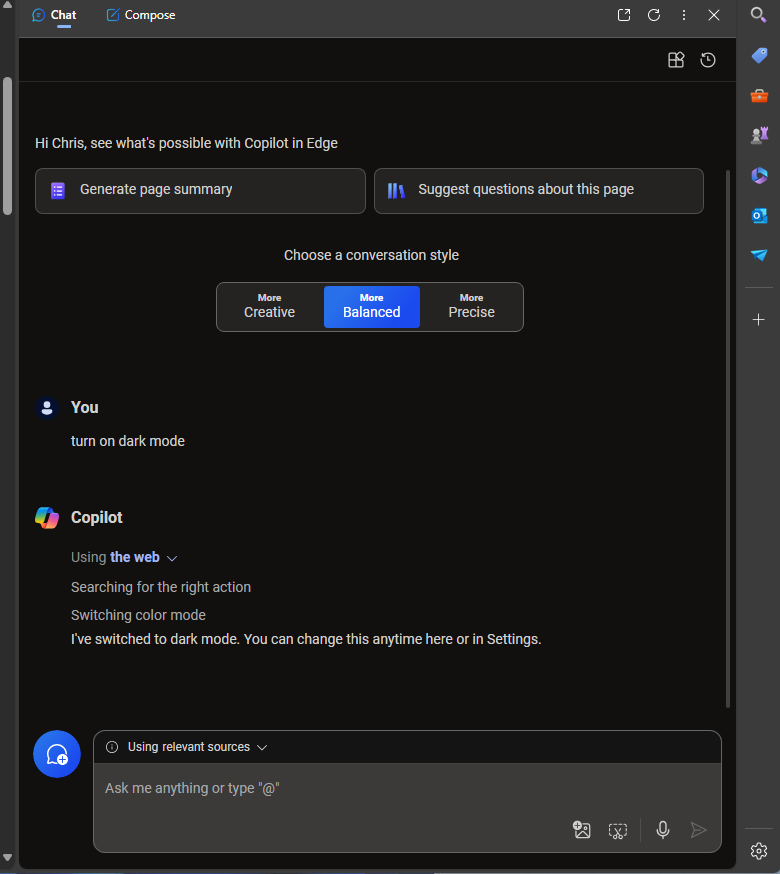 Chat
Compose
Hi Chris, see what's possible with Copilot in Edge
Generate page summary
Suggest questions about this page
Choose a conversation style
More
Creative
More
Balanced
More
Precise
You
turn on dark mode
Copilot
Using the web
Searching for the right action
Switching color mode
I've switched to dark mode. You can change this anytime here or in Settings.
Using relevant sources
Ask me anything or type "@"